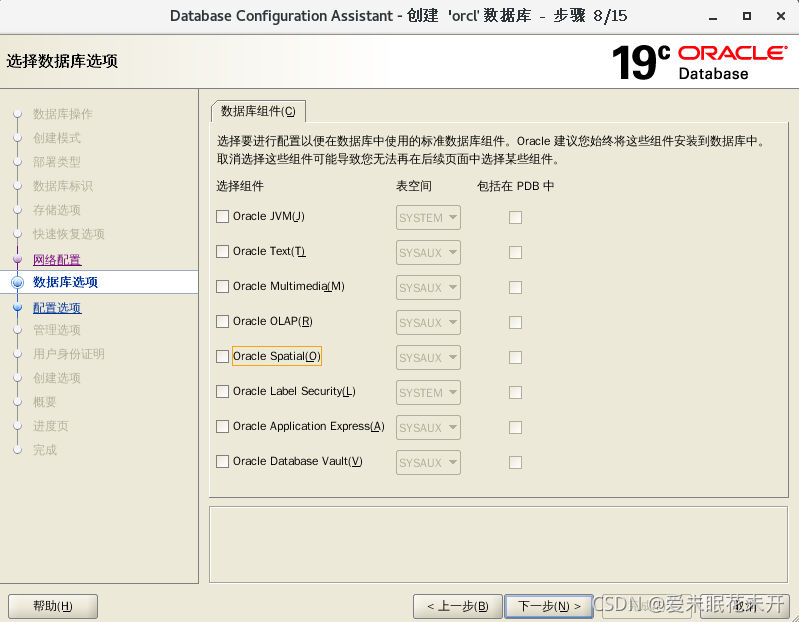 Database Configuration Assistant - 创建 'orcl' 数据库 - 步骤 8/15
选择数据库选项
19c ORACLE Database
数据库操作
创建模式
部署类型
数据库标识
存储选项
快速恢复选项
网络配置
数据库选项
配置选项
管理选项
用户身份证明
创建选项
概要
进度页
完成
数据库组件(C)
选择要进行配置以便在数据库中使用的标准数据库组件。Oracle 建议您始终将这些组件安装到数据库中。
取消选择这些组件可能导致您无法再在后续页面中选择某些组件。
选择组件 表空间 包括在 PDB 中
Oracle JVM(J) SYSTEM
Oracle Text(T) SYSAUX
Oracle Multimedia(M) SYSAUX
Oracle OLAP(R) SYSAUX
Oracle Spatial(O) SYSAUX
Oracle Label Security(L) SYSTEM
Oracle Application Express(A) SYSAUX
Oracle Database Vault(V) SYSAUX
帮助(H) < 上一步(B) 下一步(N) > 取消
CSDN @爱未眠花未开